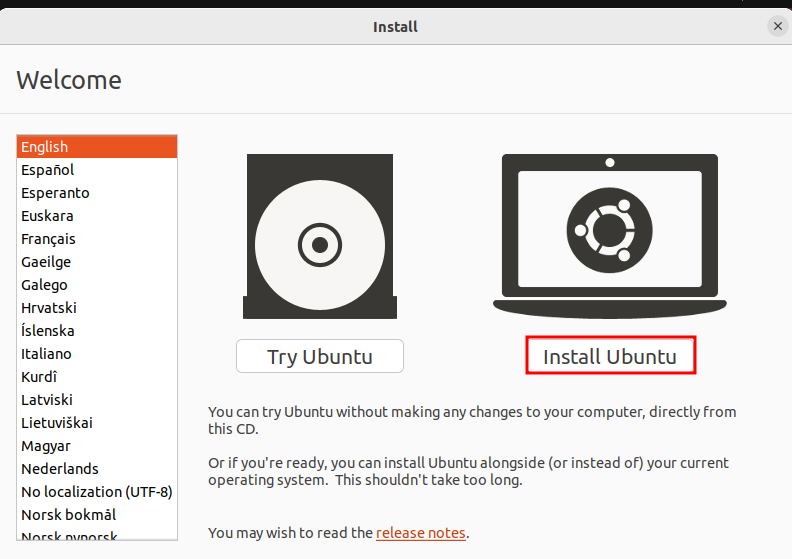 Install
Welcome
English
Español
Esperanto
Euskara
Français
Gaeilge
Galego
Hrvatski
Íslenska
Italiano
Kurdî
Latviski
Lietuviškai
Magyar
Nederlands
No localization (UTF-8)
Norsk bokmål
Norsk nynorsk
Try Ubuntu
Install Ubuntu
You can try Ubuntu without making any changes to your computer, directly from
this CD.
Or if you're ready, you can install Ubuntu alongside (or instead of) your current
operating system.  This shouldn't take too long.
You may wish to read the release notes.